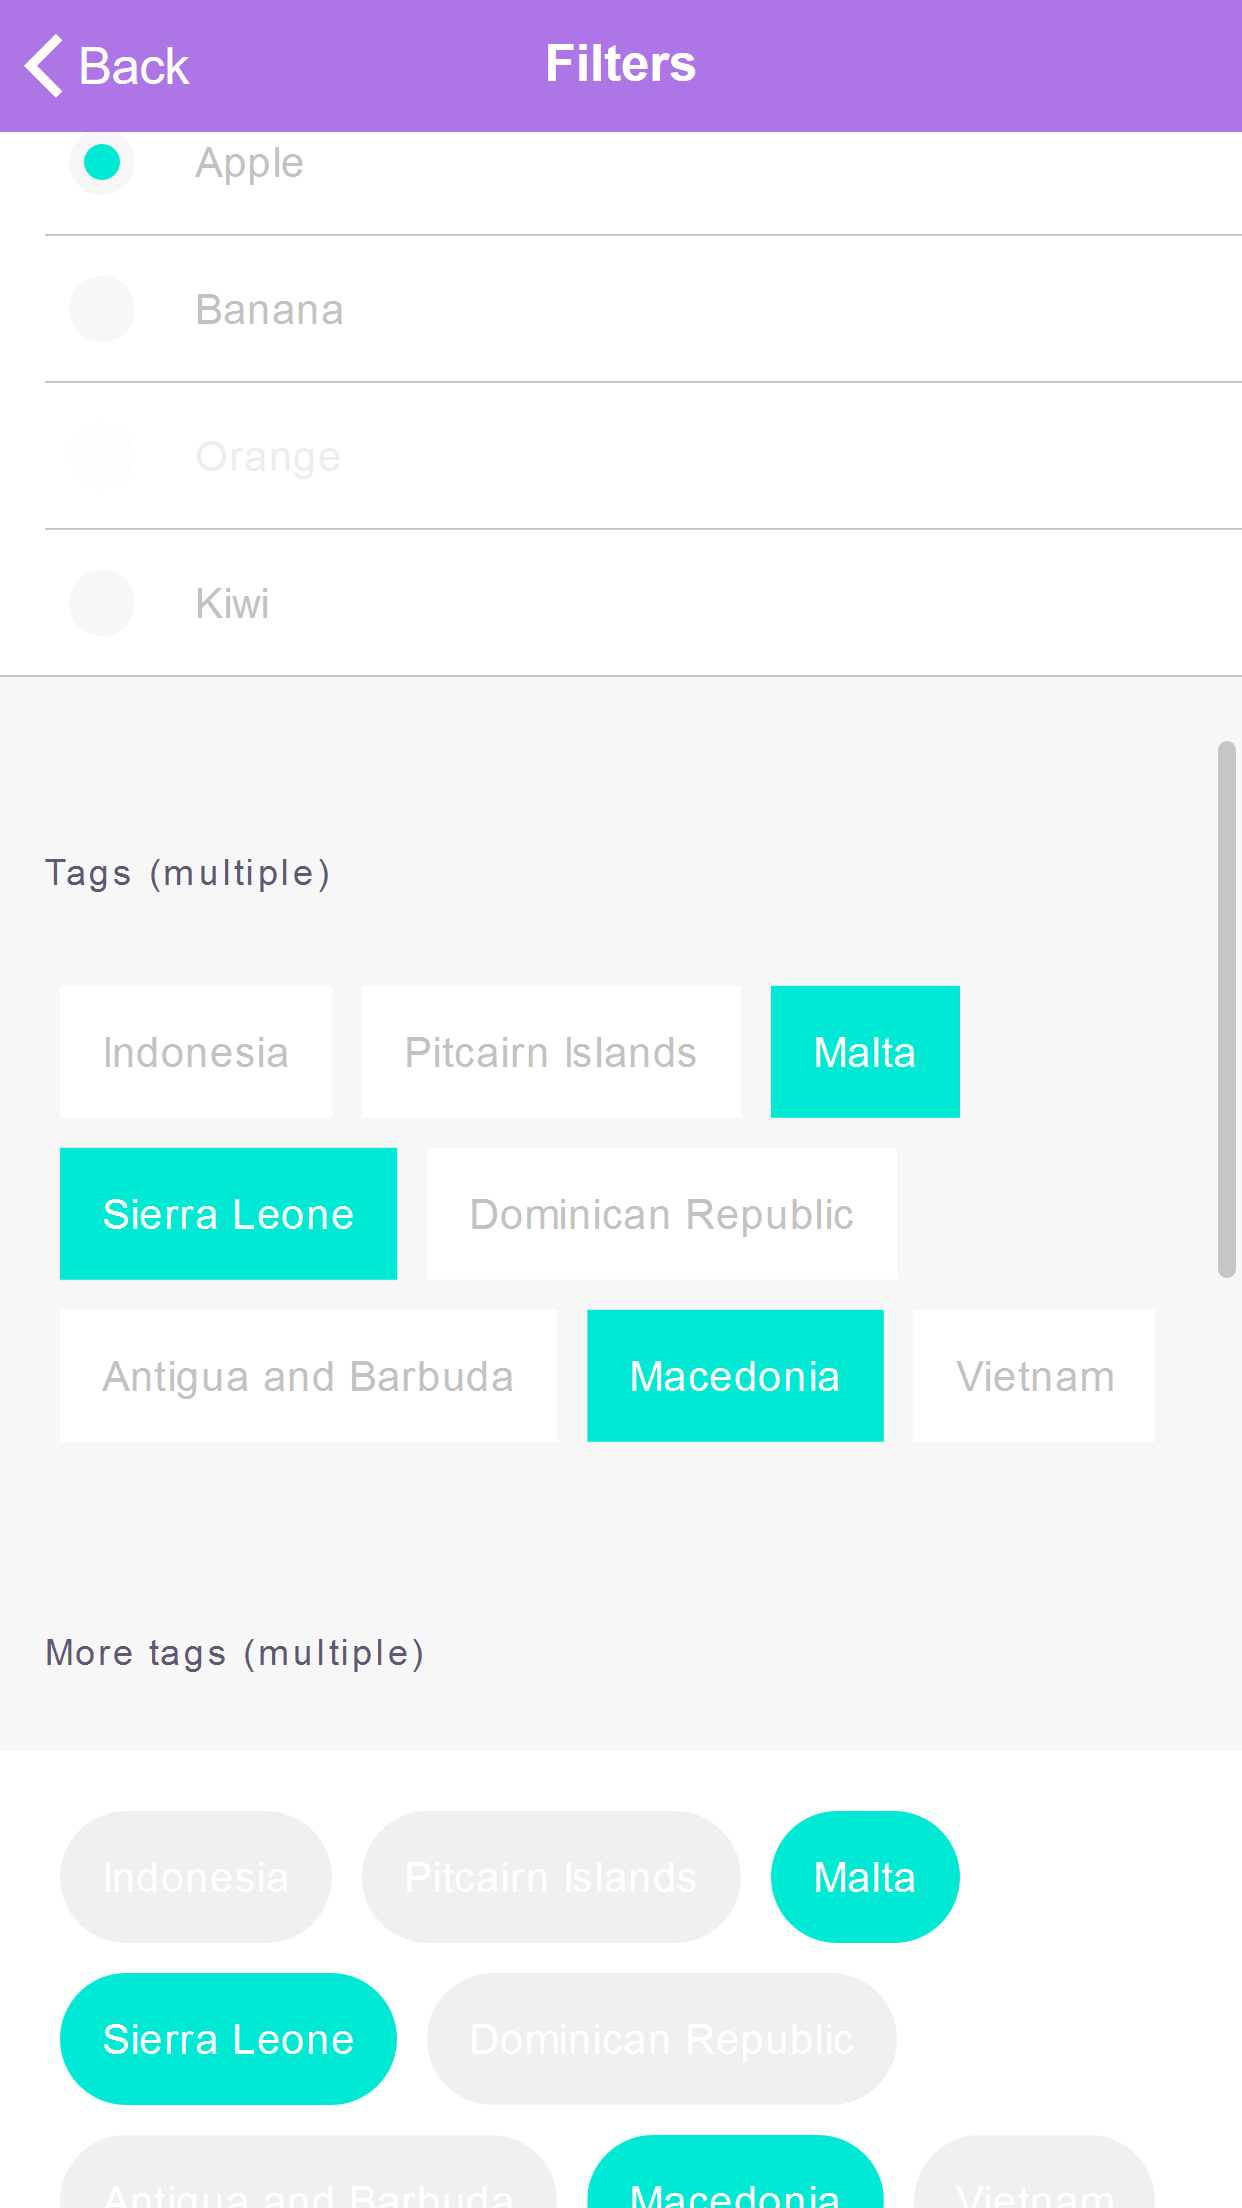 Back
Filters
Apple
Banana
Orange
Kiwi
Tags (multiple)
Indonesia Pitcairn Islands Malta
Sierra Leone Dominican Republic
Antigua and Barbuda Macedonia Vietnam
More tags (multiple)
Indonesia Pitcairn Islands Malta
Sierra Leone Dominican Republic
Antigua and Barbuda Macedonia Vietnam